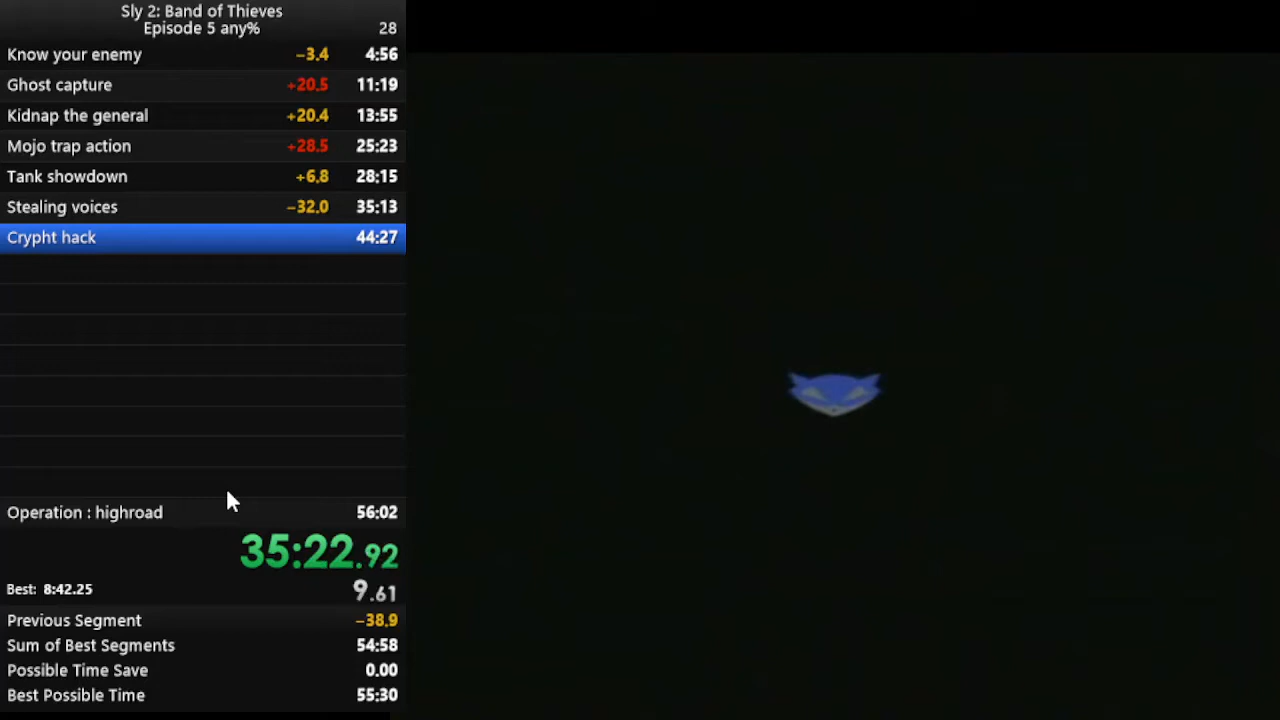 Sly 2: Band of Thieves
Episode 5 any% 28
Know your enemy -3.4 4:56
Ghost capture +20.5 11:19
Kidnap the general +20.4 13:55
Mojo trap action +28.5 25:23
Tank showdown +6.8 28:15
Stealing voices -32.0 35:13
Crypht hack 44:27
Operation : highroad 56:02
35:22.92
Best: 8:42.25 9.61
Previous Segment -38.9
Sum of Best Segments 54:58
Possible Time Save 0.00
Best Possible Time 55:30